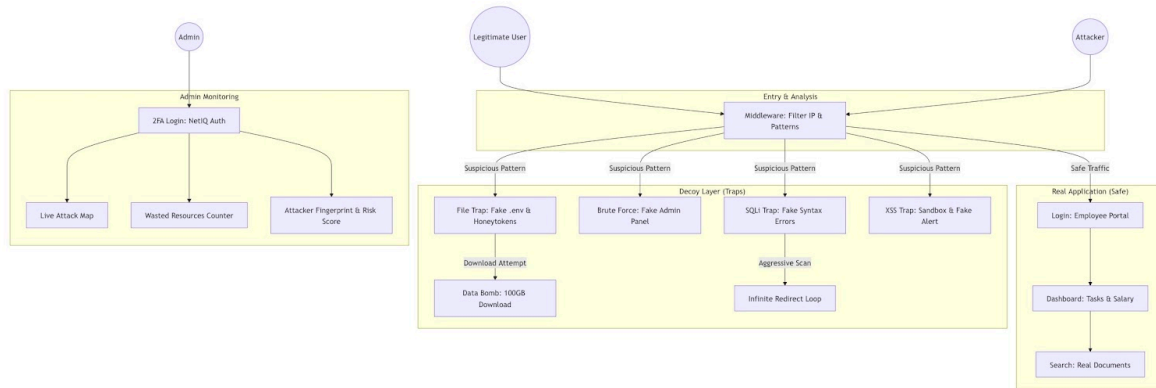 Admin
Legitimate User
Attacker
Admin Monitoring
2FA Login: NetIQ Auth
Live Attack Map
Wasted Resources Counter
Attacker Fingerprint & Risk
Score
Entry & Analysis
Middleware: Filter IP &
Patterns
Suspicious Pattern
Suspicious Pattern
Suspicious Pattern
Suspicious Pattern
Safe Traffic
Decoy Layer (Traps)
File Trap: Fake .env &
Honeytokens
Brute Force: Fake Admin
Panel
SQLi Trap: Fake Syntax
Errors
XSS Trap: Sandbox & Fake
Alert
Download Attempt
Aggressive Scan
Data Bomb: 100GB
Download
Infinite Redirect Loop
Real Application (Safe)
Login: Employee Portal
Dashboard: Tasks & Salary
Search: Real Documents